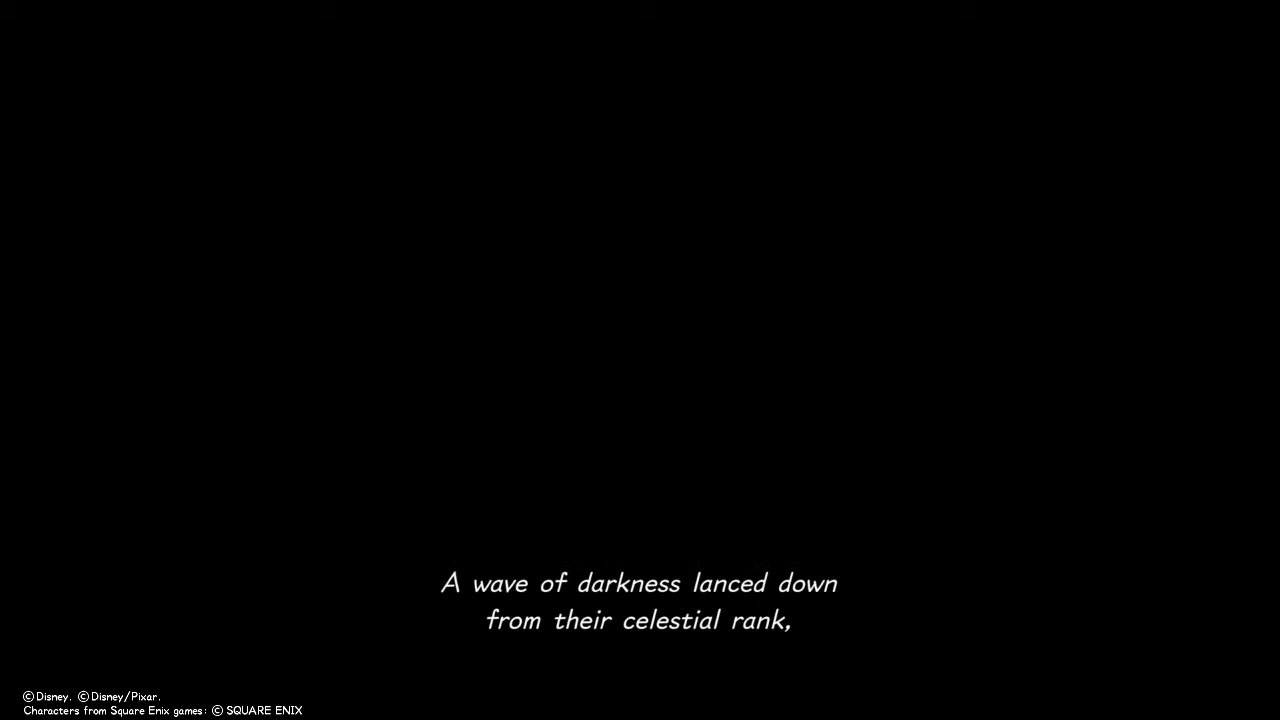 A wave of darkness lanced down
from their celestial rank,
©Disney. ©Disney/Pixar.
Characters from Square Enix games: © SQUARE ENIX